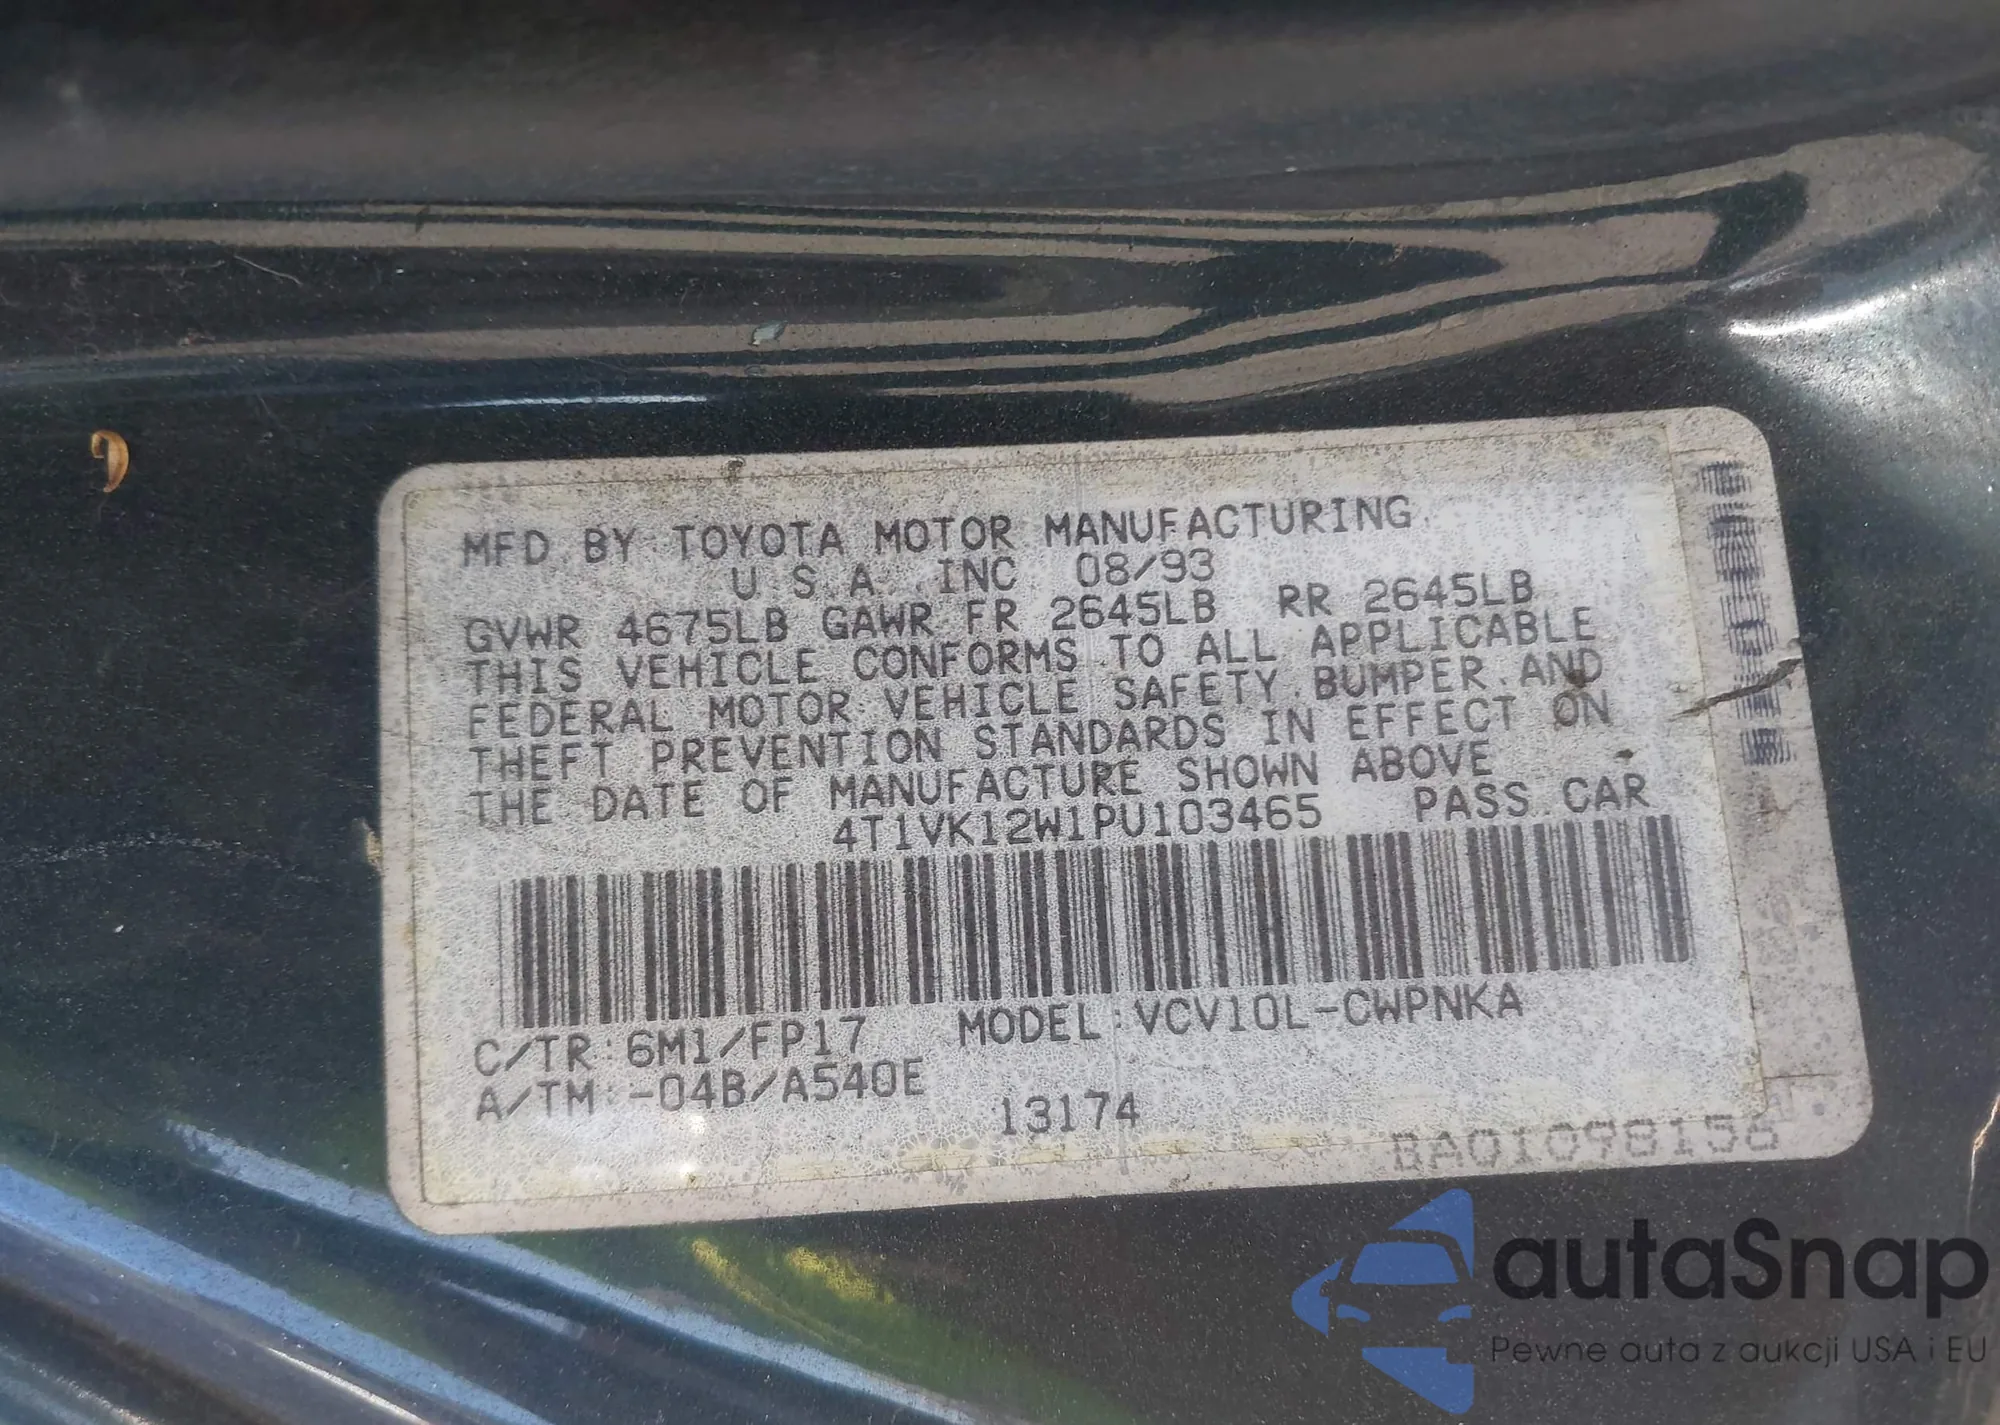 MFD. BY TOYOTA MOTOR MANUFACTURING.
U.S.A. INC 08/93
GVWR 4675LB GAWR FR 2645LB RR 2645LB
THIS VEHICLE CONFORMS TO ALL APPLICABLE
FEDERAL MOTOR VEHICLE SAFETY, BUMPER, AND
THEFT PREVENTION STANDARDS IN EFFECT ON
THE DATE OF MANUFACTURE SHOWN ABOVE.
4T1VK12W1PU103465 PASS. CAR
C/TR:6M1/FP17 MODEL:VCV10L-CWPNKA
A/TM:-04B/A540E
13174
BA01098156
autaSnap
Pewne auta z aukcji USA i EU